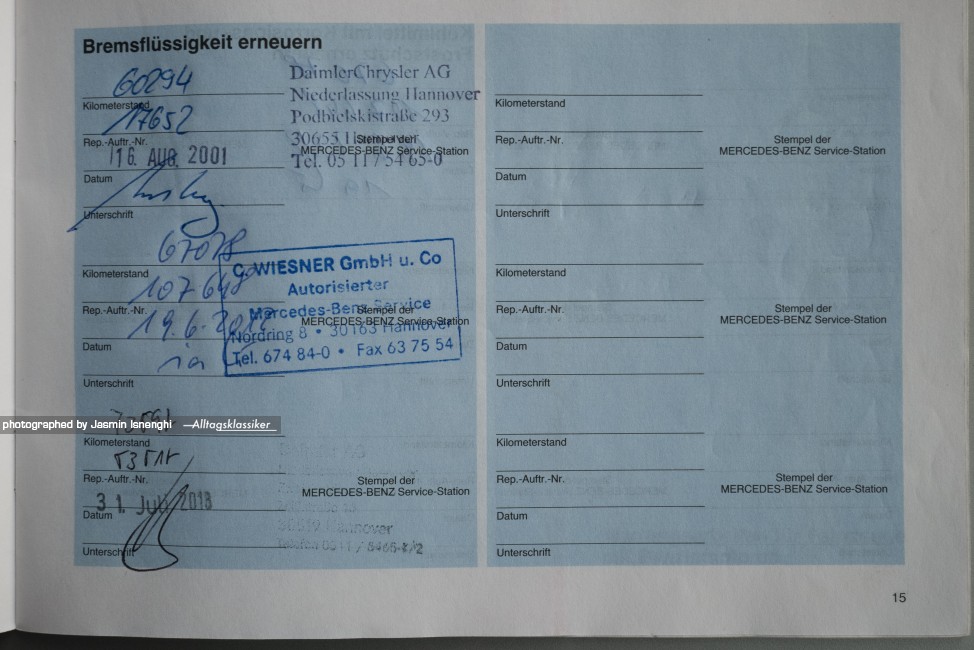 Bremsflüssigkeit erneuern
60294
Kilometerstand
17652
Rep.-Auftr.-Nr.
16. AUG. 2001
Datum
Unterschrift
DaimlerChrysler AG
Niederlassung Hannover
Podbielskistraße 293
30655 Hannover
Tel. 05 11 / 54 65-0
Stempel der
MERCEDES-BENZ Service-Station
67078
Kilometerstand
107648
Rep.-Auftr.-Nr.
19.6.
Datum
Unterschrift
C. WIESNER GmbH u. Co
Autorisierter
Mercedes-Benz Service
Nordring 8 • 30163 Hannover
Tel. 674 84-0 • Fax 63 75 54
Stempel der
MERCEDES-BENZ Service-Station
photographed by Jasmin Isnenghi —Alltagsklassiker
Kilometerstand
Rep.-Auftr.-Nr.
31. Juli 2013
Datum
Unterschrift
Stempel der
MERCEDES-BENZ Service-Station
30519 Hannover
Telefon 0511 /
Kilometerstand
Rep.-Auftr.-Nr.
Datum
Unterschrift
Stempel der
MERCEDES-BENZ Service-Station
Kilometerstand
Rep.-Auftr.-Nr.
Datum
Unterschrift
Stempel der
MERCEDES-BENZ Service-Station
Kilometerstand
Rep.-Auftr.-Nr.
Datum
Unterschrift
Stempel der
MERCEDES-BENZ Service-Station
15